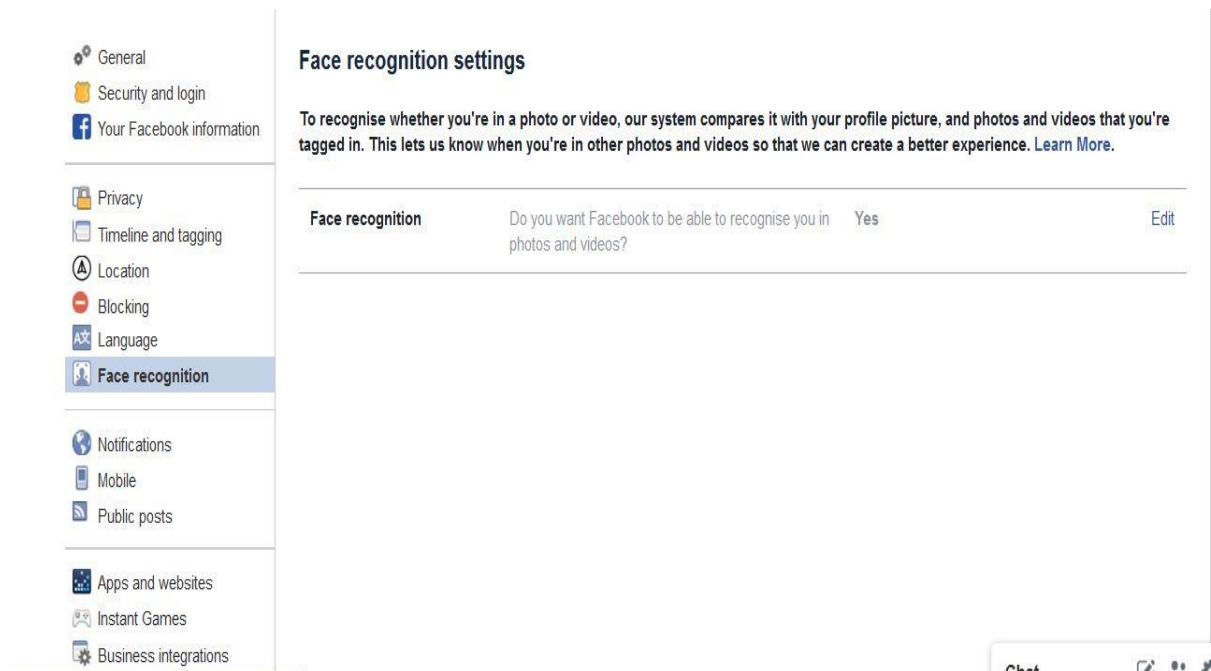 General
Security and login
Your Facebook information
Privacy
Timeline and tagging
Location
Blocking
Language
Face recognition
Notifications
Mobile
Public posts
Apps and websites
Instant Games
Business integrations
Face recognition settings
To recognise whether you're in a photo or video, our system compares it with your profile picture, and photos and videos that you're
tagged in. This lets us know when you're in other photos and videos so that we can create a better experience. Learn More.
Face recognition
Do you want Facebook to be able to recognise you in
photos and videos?
Yes
Edit
Chat